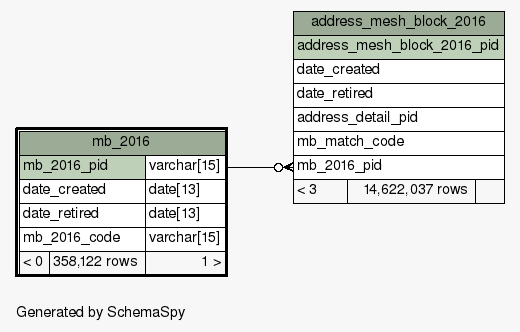 address_mesh_block_2016
address_mesh_block_2016_pid
date_created
date_retired
address_detail_pid
mb_match_code
mb_2016_pid
< 3 14,622,037 rows
mb_2016
mb_2016_pid varchar[15]
date_created date[13]
date_retired date[13]
mb_2016_code varchar[15]
< 0 358,122 rows 1 >
Generated by SchemaSpy